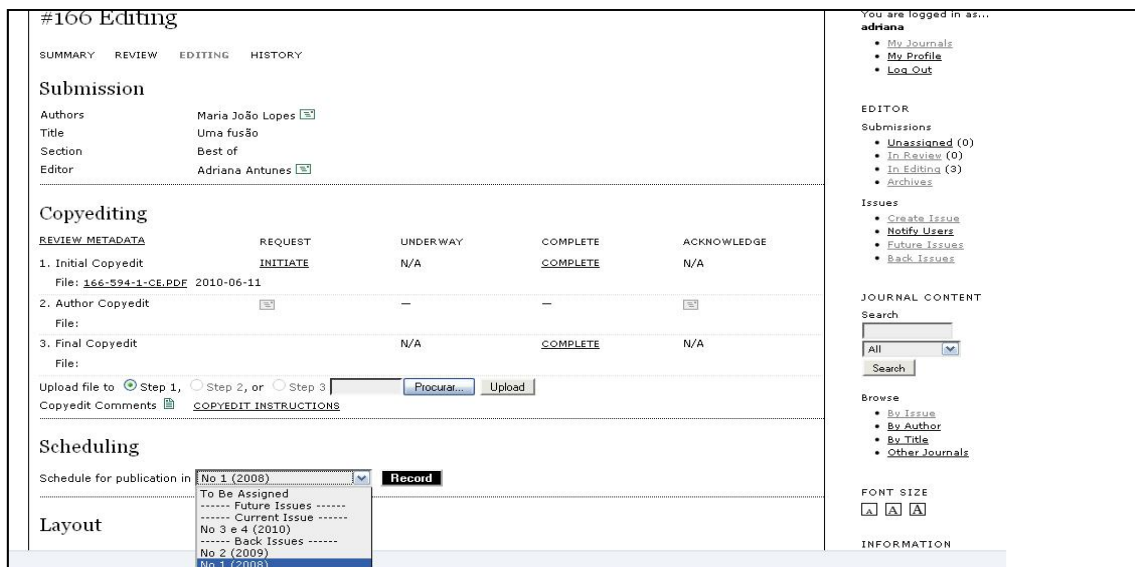 #166 Editing
SUMMARY REVIEW EDITING HISTORY
Submission
Authors Maria João Lopes
Title Uma fusão
Section Best of
Editor Adriana Antunes
Copyediting
REVIEW METADATA REQUEST UNDERWAY COMPLETE ACKNOWLEDGE
1. Initial Copyedit INITIATE N/A COMPLETE N/A
File: 166-594-1-CE.PDF 2010-06-11
2. Author Copyedit — —
File:
3. Final Copyedit N/A COMPLETE N/A
File:
Upload file to Step 1, Step 2, or Step 3 Procurar... Upload
Copyedit Comments COPYEDIT INSTRUCTIONS
Scheduling
Schedule for publication in No 1 (2008) Record
To Be Assigned
------ Future Issues ------
------ Current Issue ------
No 3 e 4 (2010)
------ Back Issues ------
No 2 (2009)
No 1 (2008)
Layout
You are logged in as...
adriana
• My Journals
• My Profile
• Log Out
EDITOR
Submissions
• Unassigned (0)
• In Review (0)
• In Editing (3)
• Archives
Issues
• Create Issue
• Notify Users
• Future Issues
• Back Issues
JOURNAL CONTENT
Search
All
Search
Browse
• By Issue
• By Author
• By Title
• Other Journals
FONT SIZE
A A A
INFORMATION